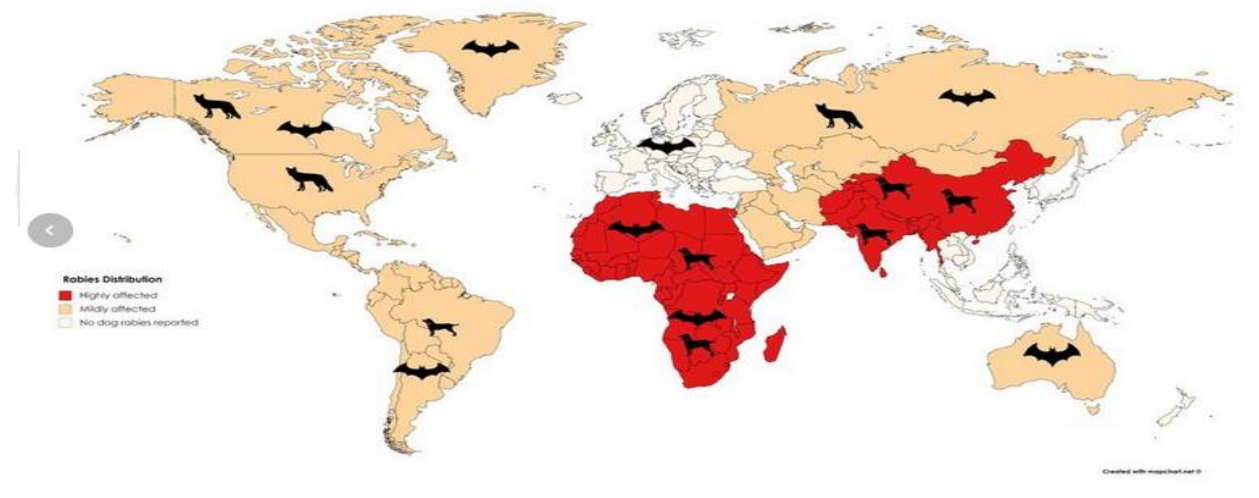 Rabies Distribution
Highly affected
Mildly affected
No dog rabies reported
Created with mapchart.net ©